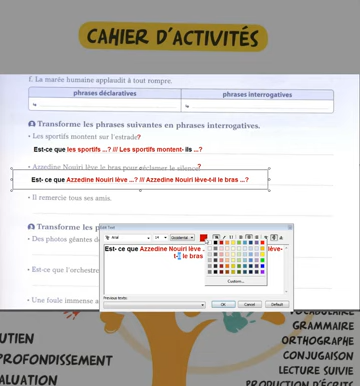 CAHIER D'ACTIVITÉS
f. La marée humaine applaudit à tout rompre.
phrases déclaratives phrases interrogatives
Transforme les phrases suivantes en phrases interrogatives.
• Les sportifs montent sur l'estrade?
Est-ce que les sportifs ...? /// Les sportifs montent- ils ...?
• Azzedine Nouiri lève le bras pour réclamer le silence?
Est- ce que Azzedine Nouiri lève ...? /// Azzedine Nouiri lève-t-il le bras ...?
• Il remercie tous ses amis.
Transforme les
• Des photos géantes
Arial
14
Occidental
Est- ce que Azzedine Nouiri lève
lève-
le bras
• Est-ce que l'orchestre
• Une foule immense
Custom...
Previous texts:
OK
Cancel
Default
UTIEN
PROFONDISSEMENT
ALUATION
VOCABULAIRE
GRAMMAIRE
ORTHOGRAPHE
CONJUGAISON
LECTURE SUIVIE
PRODUCTION D'ÉCRITS